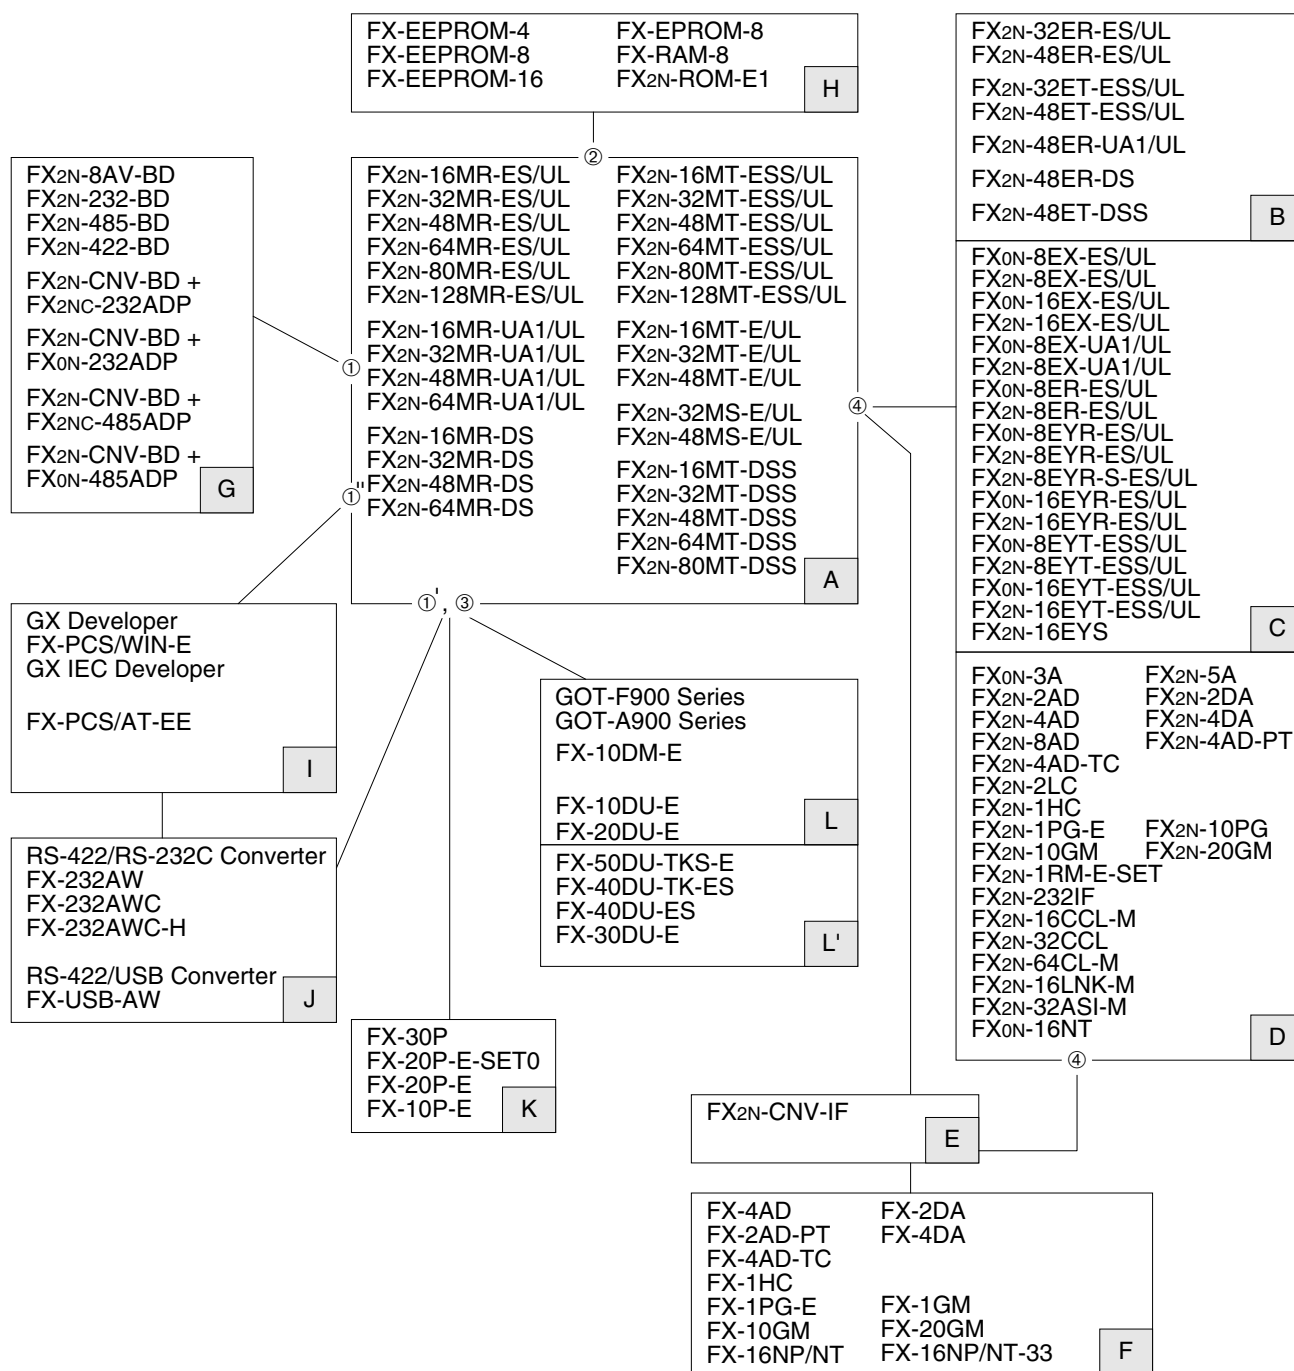 FX-EEPROM-4 FX-EPROM-8
FX-EEPROM-8 FX-RAM-8
FX-EEPROM-16 FX2N-ROM-E1
H
②
FX2N-8AV-BD
FX2N-232-BD
FX2N-485-BD
FX2N-422-BD
FX2N-CNV-BD +
FX2NC-232ADP
FX2N-CNV-BD +
FX0N-232ADP
FX2N-CNV-BD +
FX2NC-485ADP
FX2N-CNV-BD +
FX0N-485ADP
G
①
①"
FX2N-16MR-ES/UL FX2N-16MT-ESS/UL
FX2N-32MR-ES/UL FX2N-32MT-ESS/UL
FX2N-48MR-ES/UL FX2N-48MT-ESS/UL
FX2N-64MR-ES/UL FX2N-64MT-ESS/UL
FX2N-80MR-ES/UL FX2N-80MT-ESS/UL
FX2N-128MR-ES/UL FX2N-128MT-ESS/UL
FX2N-16MR-UA1/UL FX2N-16MT-E/UL
FX2N-32MR-UA1/UL FX2N-32MT-E/UL
FX2N-48MR-UA1/UL FX2N-48MT-E/UL
FX2N-64MR-UA1/UL
FX2N-32MS-E/UL
FX2N-48MS-E/UL
FX2N-16MR-DS
FX2N-32MR-DS
FX2N-48MR-DS
FX2N-64MR-DS
FX2N-16MT-DSS
FX2N-32MT-DSS
FX2N-48MT-DSS
FX2N-64MT-DSS
FX2N-80MT-DSS
A
④
①', ③
FX2N-32ER-ES/UL
FX2N-48ER-ES/UL
FX2N-32ET-ESS/UL
FX2N-48ET-ESS/UL
FX2N-48ER-UA1/UL
FX2N-48ER-DS
FX2N-48ET-DSS
B
FX0N-8EX-ES/UL
FX2N-8EX-ES/UL
FX0N-16EX-ES/UL
FX2N-16EX-ES/UL
FX0N-8EX-UA1/UL
FX2N-8EX-UA1/UL
FX0N-8ER-ES/UL
FX2N-8ER-ES/UL
FX0N-8EYR-ES/UL
FX2N-8EYR-ES/UL
FX2N-8EYR-S-ES/UL
FX0N-16EYR-ES/UL
FX2N-16EYR-ES/UL
FX0N-8EYT-ESS/UL
FX2N-8EYT-ESS/UL
FX0N-16EYT-ESS/UL
FX2N-16EYT-ESS/UL
FX2N-16EYS
C
FX0N-3A FX2N-5A
FX2N-2AD FX2N-2DA
FX2N-4AD FX2N-4DA
FX2N-8AD FX2N-4AD-PT
FX2N-4AD-TC
FX2N-2LC
FX2N-1HC
FX2N-1PG-E FX2N-10PG
FX2N-10GM FX2N-20GM
FX2N-1RM-E-SET
FX2N-232IF
FX2N-16CCL-M
FX2N-32CCL
FX2N-64CL-M
FX2N-16LNK-M
FX2N-32ASI-M
FX0N-16NT
D
④
GX Developer
FX-PCS/WIN-E
GX IEC Developer
FX-PCS/AT-EE
I
RS-422/RS-232C Converter
FX-232AW
FX-232AWC
FX-232AWC-H
RS-422/USB Converter
FX-USB-AW
J
GOT-F900 Series
GOT-A900 Series
FX-10DM-E
FX-10DU-E
FX-20DU-E
L
FX-50DU-TKS-E
FX-40DU-TK-ES
FX-40DU-ES
FX-30DU-E
L'
FX-30P
FX-20P-E-SET0
FX-20P-E
FX-10P-E
K
FX2N-CNV-IF
E
FX-4AD FX-2DA
FX-2AD-PT FX-4DA
FX-4AD-TC
FX-1HC
FX-1PG-E FX-1GM
FX-10GM FX-20GM
FX-16NP/NT FX-16NP/NT-33
F